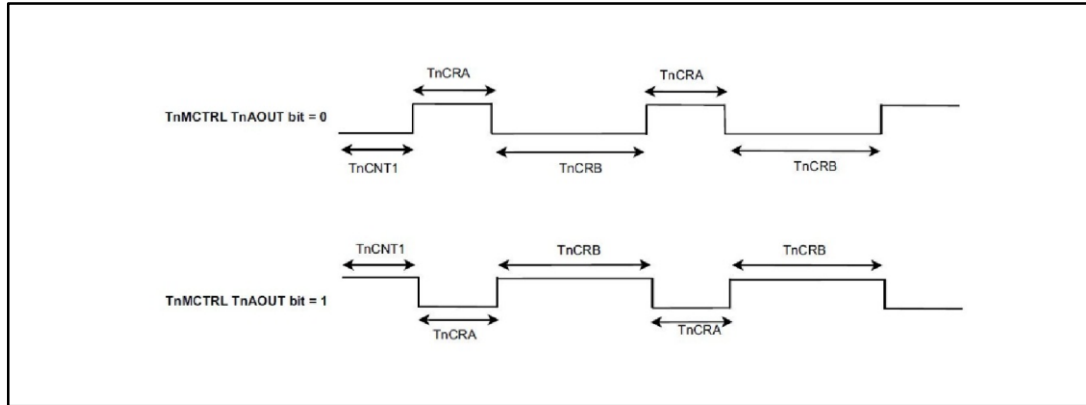 TnCRA
TnCRA
TnMCTRL TnAOUT bit = 0
TnCNT1
TnCRB
TnCRB
TnCNT1
TnCRB
TnCRB
TnMCTRL TnAOUT bit = 1
TnCRA
TnCRA